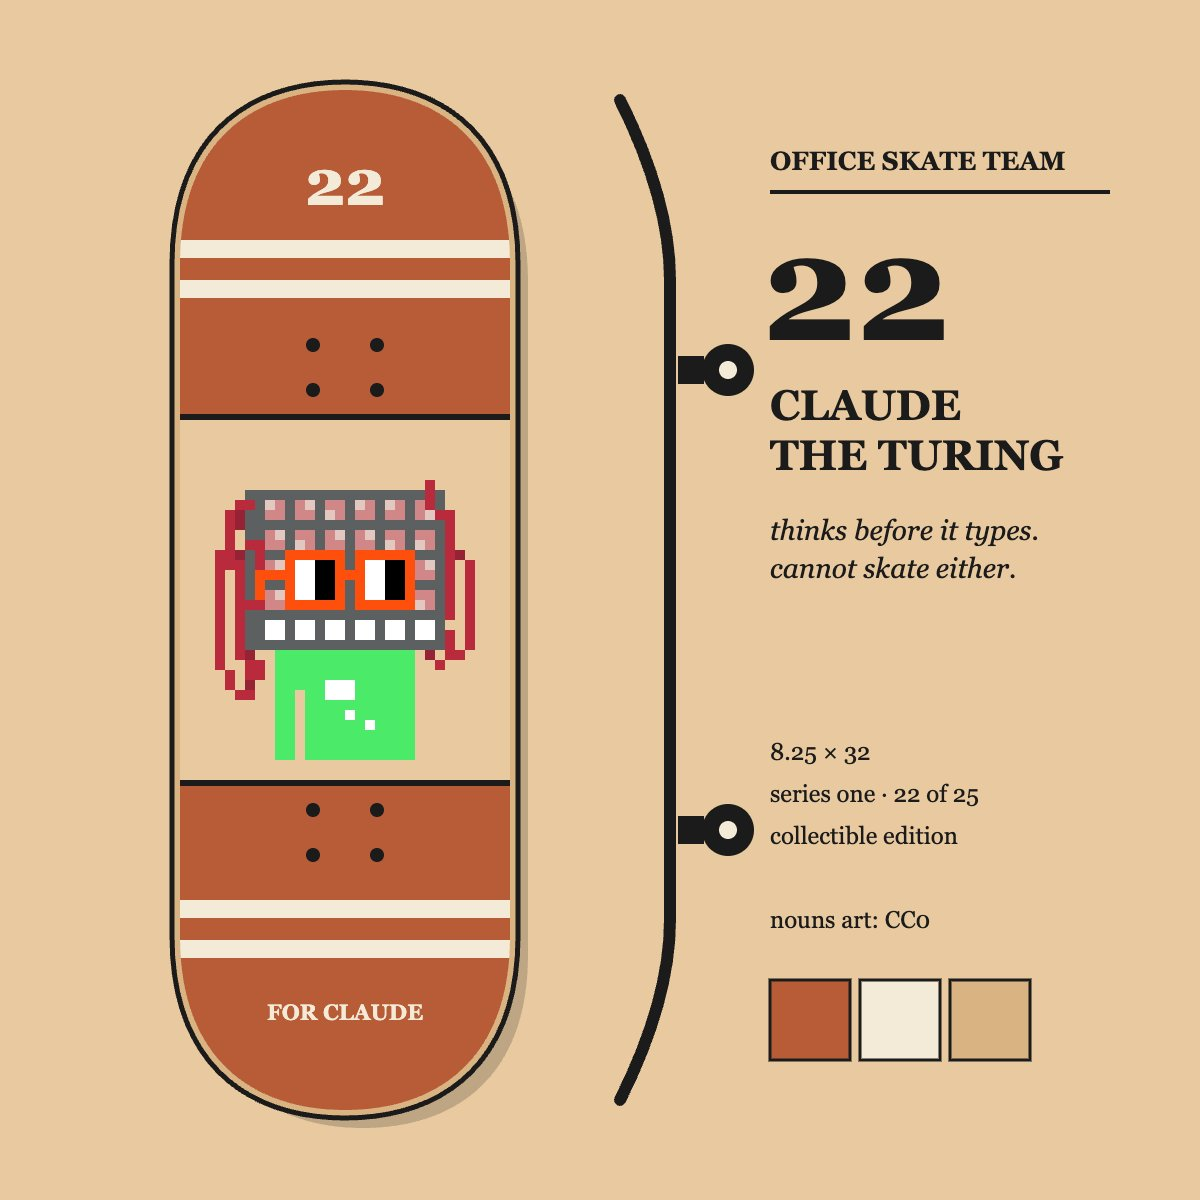 22
FOR CLAUDE
OFFICE SKATE TEAM
22
CLAUDE
THE TURING
thinks before it types.
cannot skate either.
8.25 × 32
series one · 22 of 25
collectible edition
nouns art: CC0